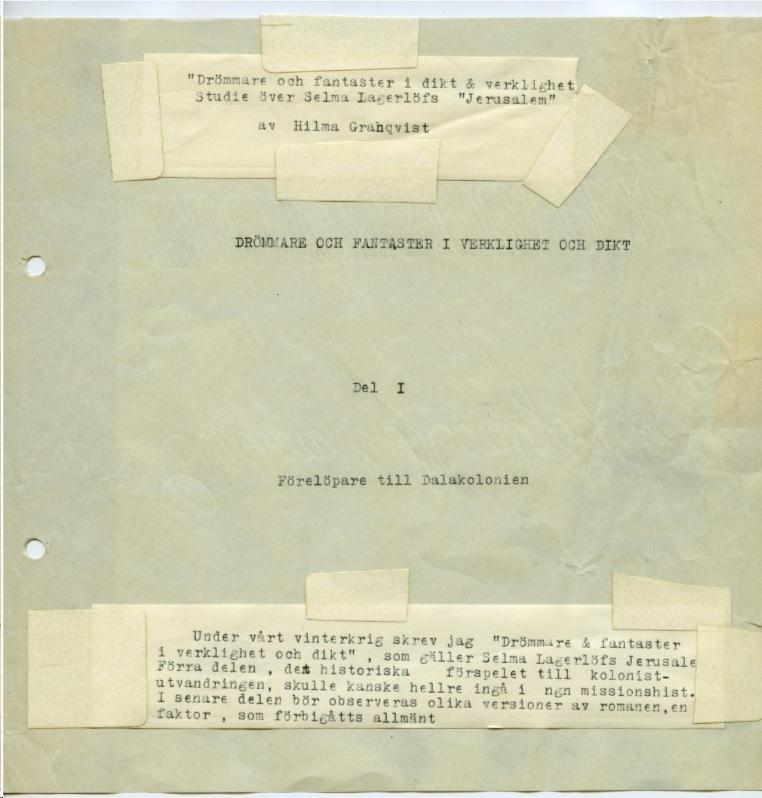 "Drömmare och fantaster i dikt & verklighet
Studie över Selma Lagerlöfs "Jerusalem"
av Hilma Granqvist
DRÖMMARE OCH FANTASTER I VERKLIGHET OCH DIKT
Del I
Förelöpare till Dalakolonien
Under vårt vinterkrig skrev jag "Drömmare & fantaster
i verklighet och dikt" , som gäller Selma Lagerlöfs Jerusale
Förra delen , det historiska förspelet till kolonist-
utvandringen, skulle kanske hellre ingå i ngn missionshist.
I senare delen bör observeras olika versioner av romanen,en
faktor , som förbigåtts allmänt